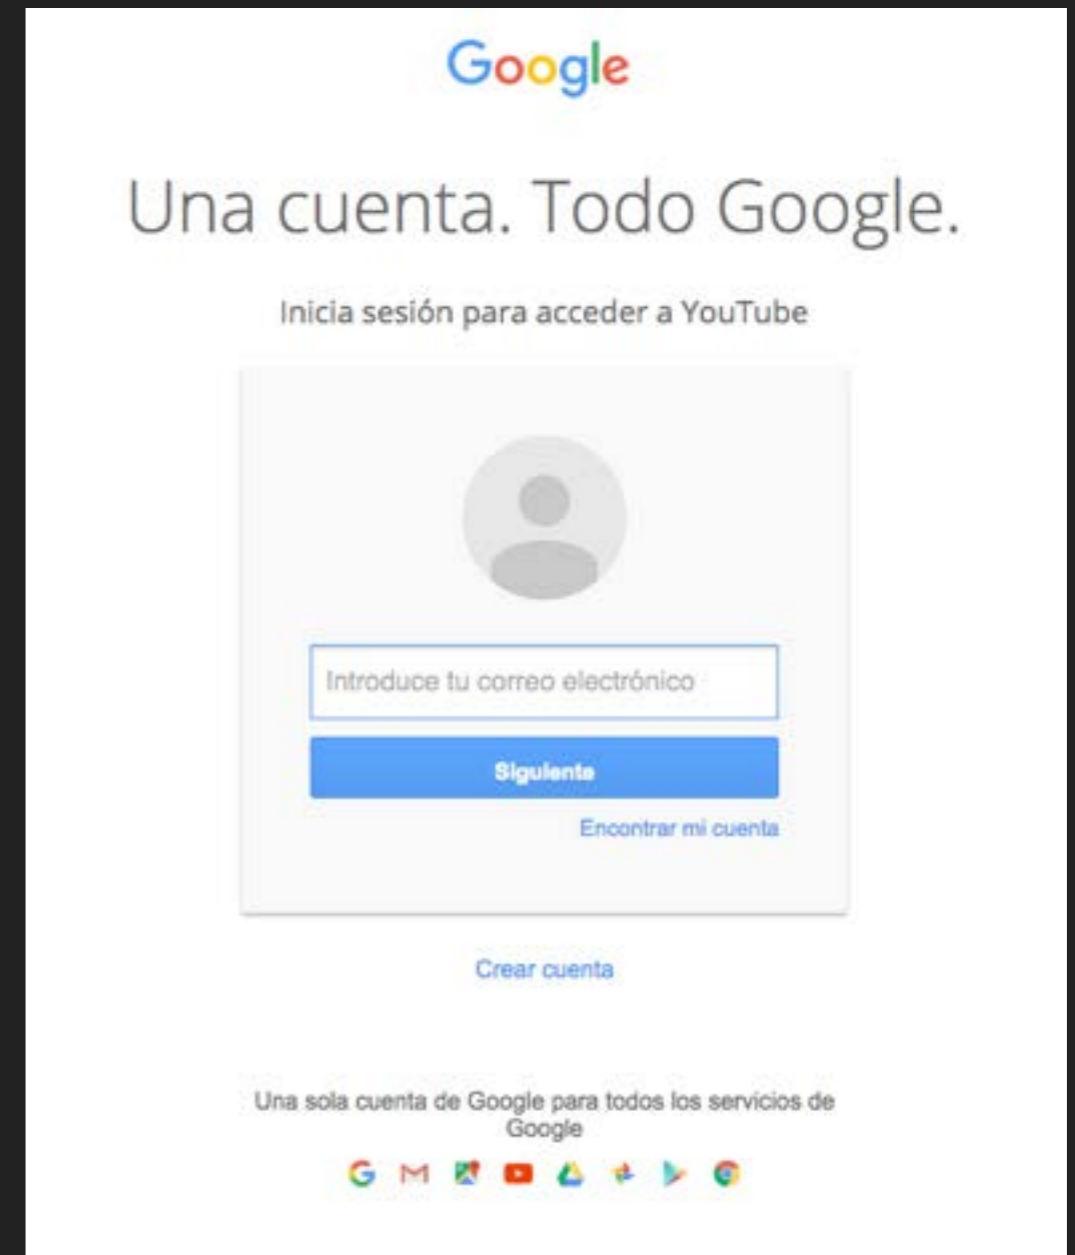 Google
Una cuenta. Todo Google.
Inicia sesión para acceder a YouTube
Introduce tu correo electrónico
Siguiente
Encontrar mi cuenta
Crear cuenta
Una sola cuenta de Google para todos los servicios de
Google